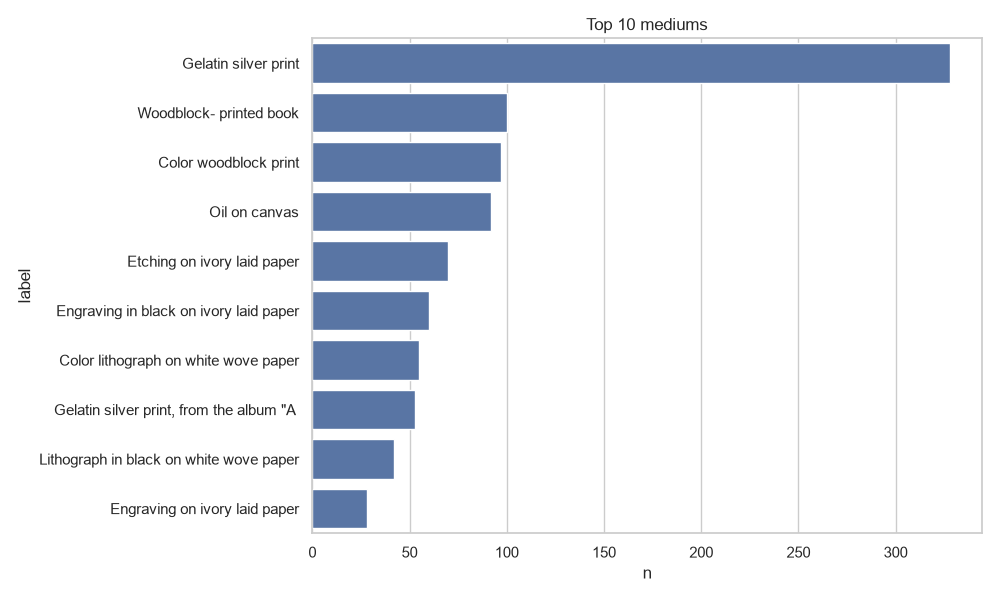 Top 10 mediums
Gelatin silver print
Woodblock- printed book
Color woodblock print
Oil on canvas
Etching on ivory laid paper
Engraving in black on ivory laid paper
Color lithograph on white wove paper
Gelatin silver print, from the album "A
Lithograph in black on white wove paper
Engraving on ivory laid paper
label
0 50 100 150 200 250 300
n